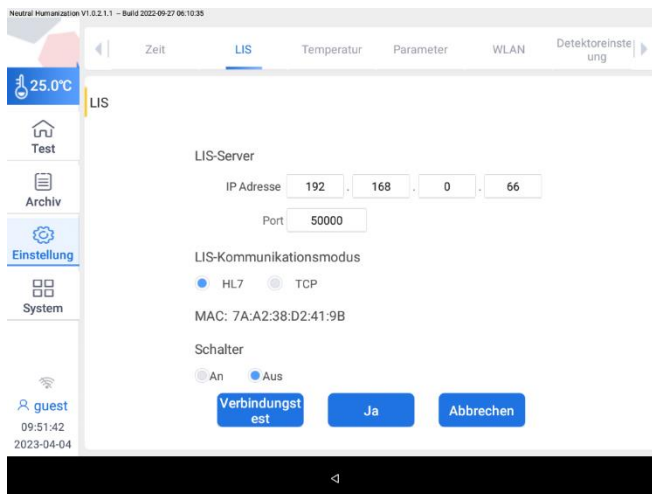 Neutral Humanization V1.0.2.1.1 -- Build 2022-09-27 06:10:35
Zeit LIS Temperatur Parameter WLAN Detektoreinstel
ung
25.0℃
LIS
Test
Archiv
Einstellung
System
LIS-Server
IP Adresse 192 . 168 . 0 . 66
Port 50000
LIS-Kommunikationsmodus
HL7 TCP
MAC: 7A:A2:38:D2:41:9B
Schalter
An Aus
Verbindungst
est
Ja
Abbrechen
guest
09:51:42
2023-04-04